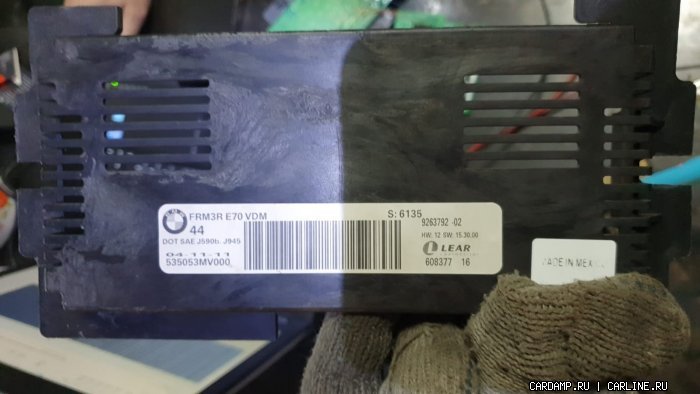 FRM3R E70 VDM
44
DOT SAE J590b, J945
04.11.11
535053MV000
S: 6135
9263792 -02
HW: 12 SW: 15.30.00
LEAR
608377 16
MADE IN MEXICO
CARDAMP.RU | CARLINE.RU